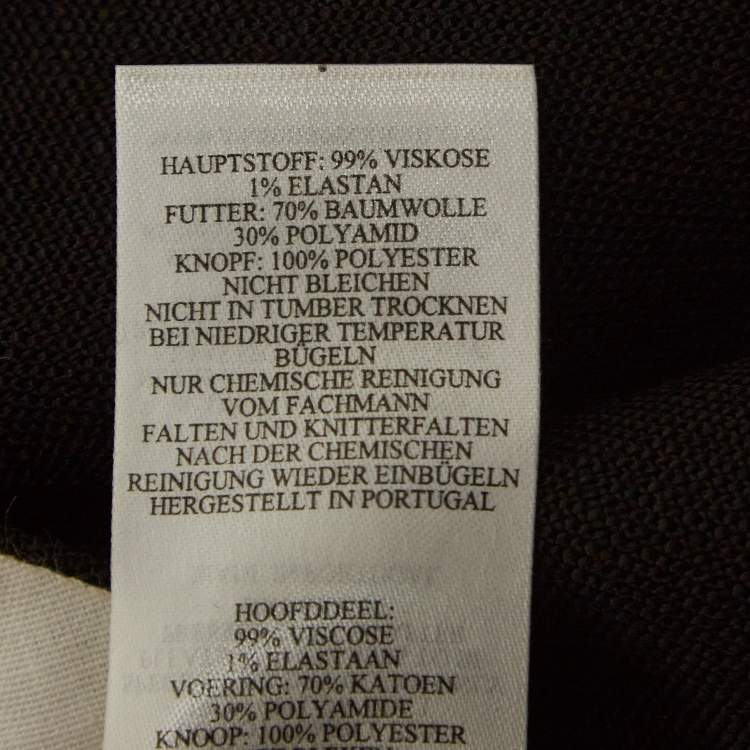 HAUPTSTOFF: 99% VISKOSE
1% ELASTAN
FUTTER: 70% BAUMWOLLE
30% POLYAMID
KNOPF: 100% POLYESTER
NICHT BLEICHEN
NICHT IN TUMBER TROCKNEN
BEI NIEDRIGER TEMPERATUR
BÜGELN
NUR CHEMISCHE REINIGUNG
VOM FACHMANN
FALTEN UND KNITTERFALTEN
NACH DER CHEMISCHEN
REINIGUNG WIEDER EINBÜGELN
HERGESTELLT IN PORTUGAL
HOOFDDEEL:
99% VISCOSE
1% ELASTAAN
VOERING: 70% KATOEN
30% POLYAMIDE
KNOOP: 100% POLYESTER